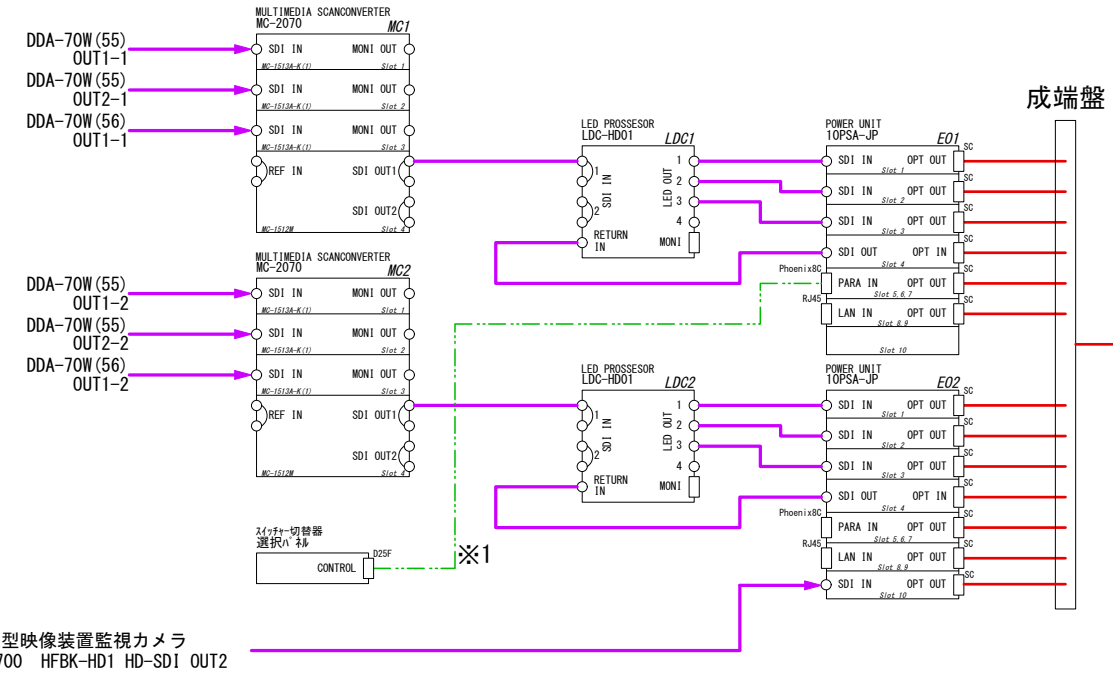 MULTIMEDIA SCANCONVERTER
MC-2070
MC1
DDA-70W(55)
OUT1-1
DDA-70W(55)
OUT2-1
DDA-70W(56)
OUT1-1
SDI IN MONI OUT
MC-1513A-K(1) Slot 1
SDI IN MONI OUT
MC-1513A-K(1) Slot 2
SDI IN MONI OUT
MC-1513A-K(1) Slot 3
REF IN SDI OUT1
SDI OUT2
MC-1512M Slot 4
MULTIMEDIA SCANCONVERTER
MC-2070
MC2
DDA-70W(55)
OUT1-2
DDA-70W(55)
OUT2-2
DDA-70W(56)
OUT1-2
SDI IN MONI OUT
MC-1513A-K(1) Slot 1
SDI IN MONI OUT
MC-1513A-K(1) Slot 2
SDI IN MONI OUT
MC-1513A-K(1) Slot 3
REF IN SDI OUT1
SDI OUT2
MC-1512M Slot 4
スイッチャー切替器
選択パネル
CONTROL
D25F
※1
型映像装置監視カメラ
700 HFBK-HD1 HD-SDI OUT2
LED PROSSESOR
LDC-HD01
LDC1
1
2
SDI IN
RETURN
IN
LED OUT
1
2
3
4
MONI
LED PROSSESOR
LDC-HD01
LDC2
1
2
SDI IN
RETURN
IN
LED OUT
1
2
3
4
MONI
POWER UNIT
10PSA-JP
EO1
SDI IN OPT OUT SC
Slot 1
SDI IN OPT OUT SC
Slot 2
SDI IN OPT OUT SC
Slot 3
SDI OUT OPT IN SC
Slot 4
Phoenix8C PARA IN OPT OUT SC
Slot 5,6,7
RJ45 LAN IN OPT OUT SC
Slot 8,9
Slot 10
POWER UNIT
10PSA-JP
EO2
SDI IN OPT OUT SC
Slot 1
SDI IN OPT OUT SC
Slot 2
SDI IN OPT OUT SC
Slot 3
SDI OUT OPT IN SC
Slot 4
Phoenix8C PARA IN OPT OUT SC
Slot 5,6,7
RJ45 LAN IN OPT OUT SC
Slot 8,9
SDI IN OPT OUT SC
Slot 10
成端盤